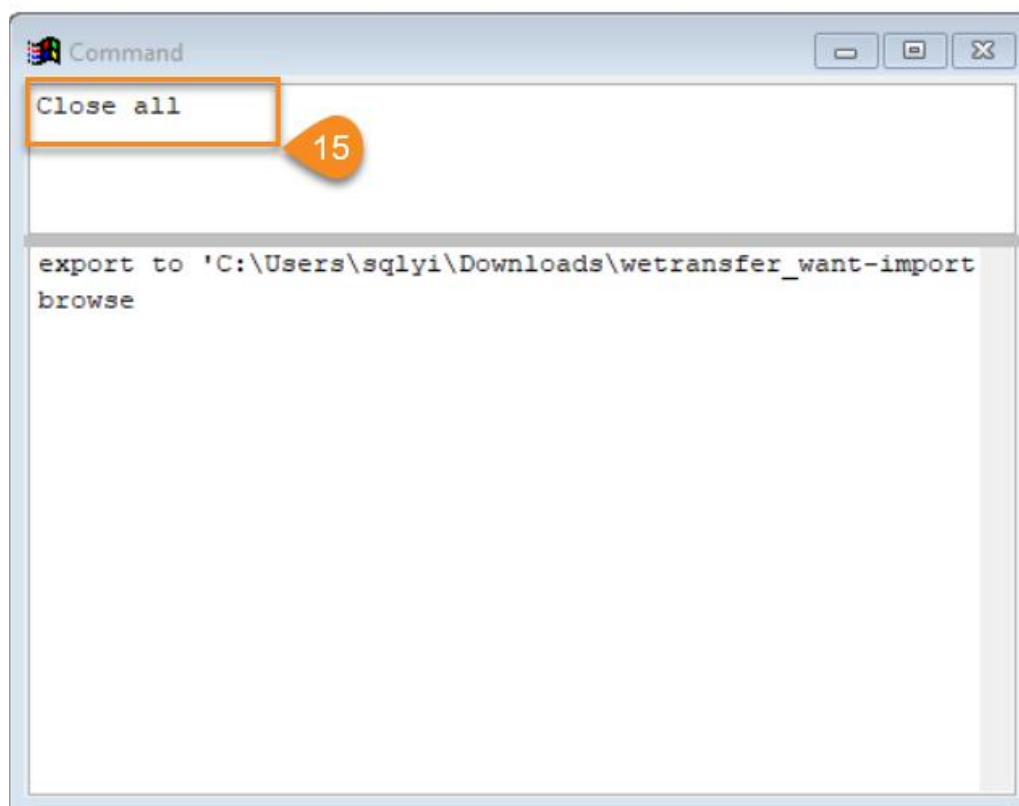 Command
Close all
15
export to 'C:\Users\sqlyi\Downloads\wetransfer_want-import
browse